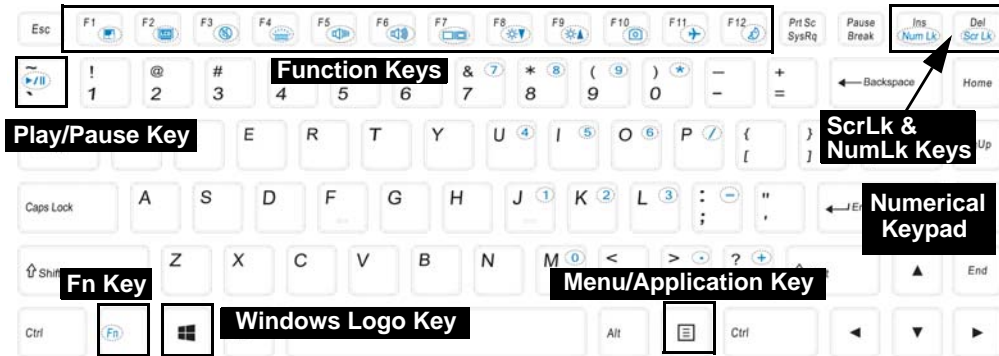 Esc F1 F2 F3 F4 F5 F6 F7 F8 F9 F10 F11 F12 Prt Sc SysRq Pause Break Ins Num Lk Del Scr Lk
Function Keys
~ ` ! 1 @ 2 # 3 4 5 6 & 7 7 * 8 8 ( 9 9 ) 0 * — - + = Backspace Home
Play/Pause Key
E R T Y U 4 I 5 O 6 P / { [ } ] Up
ScrLk &
NumLk Keys
Caps Lock A S D F G H J 1 K 2 L 3 : ; - " '
Numerical
Keypad
Shift Z X C V B N M 0 < > . ? + End
Fn Key
Menu/Application Key
Windows Logo Key
Ctrl Fn Alt Ctrl